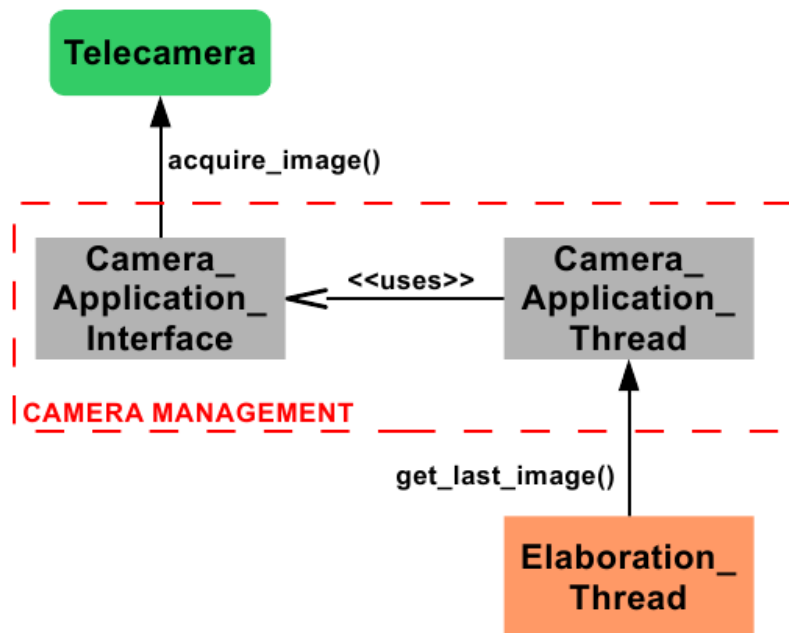 Telecamera
acquire_image()
Camera_
Application_
Interface
<<uses>>
Camera_
Application_
Thread
CAMERA MANAGEMENT
get_last_image()
Elaboration_
Thread